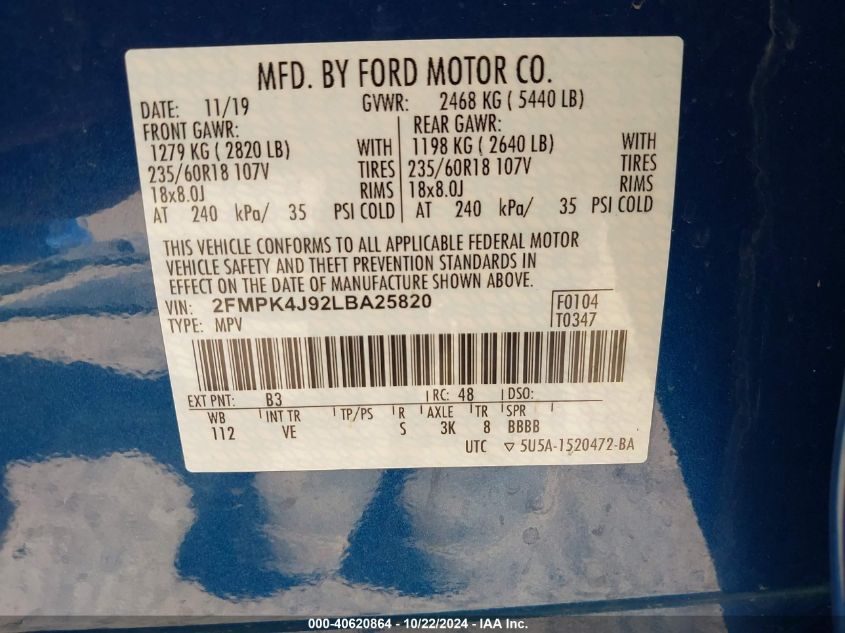 MFD. BY FORD MOTOR CO.
DATE: 11/19 GVWR: 2468 KG ( 5440 LB)
FRONT GAWR: REAR GAWR:
1279 KG ( 2820 LB) WITH 1198 KG ( 2640 LB) WITH
235/60R18 107V TIRES 235/60R18 107V TIRES
18x8.0J RIMS 18x8.0J RIMS
AT 240 kPa/ 35 PSI COLD AT 240 kPa/ 35 PSI COLD
THIS VEHICLE CONFORMS TO ALL APPLICABLE FEDERAL MOTOR
VEHICLE SAFETY AND THEFT PREVENTION STANDARDS IN
EFFECT ON THE DATE OF MANUFACTURE SHOWN ABOVE.
VIN: 2FMPK4J92LBA25820 F0104
TYPE: MPV T0347
EXT PNT: B3 RC: 48 DSO:
WB INT TR TP/PS R AXLE TR SPR
112 VE S 3K 8 BBBB
UTC ▽ 5U5A-1520472-BA
000-40620864 - 10/22/2024 - IAA Inc.